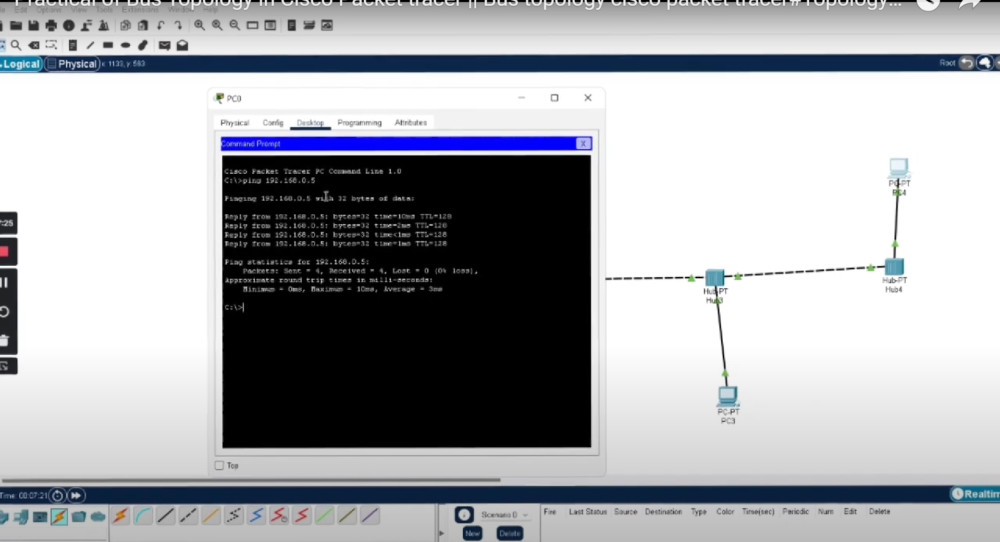 Practical of Bus Topology in Cisco Packet tracer || Bus topology cisco packet tracer#Topology...
Edit Options View Tools Extensions Window Help
Logical Physical x: 1133, y: 563 Root
PC0
Physical Config Desktop Programming Attributes
Command Prompt X
Cisco Packet Tracer PC Command Line 1.0
C:\>ping 192.168.0.5
Pinging 192.168.0.5 with 32 bytes of data:
Reply from 192.168.0.5: bytes=32 time=10ms TTL=128
Reply from 192.168.0.5: bytes=32 time=2ms TTL=128
Reply from 192.168.0.5: bytes=32 time<1ms TTL=128
Reply from 192.168.0.5: bytes=32 time=1ms TTL=128
Ping statistics for 192.168.0.5:
Packets: Sent = 4, Received = 4, Lost = 0 (0% loss),
Approximate round trip times in milli-seconds:
Minimum = 0ms, Maximum = 10ms, Average = 3ms
C:\>
Top
PC-PT
PC4
Hub-PT
Hub3
Hub-PT
Hub4
PC-PT
PC3
:25
Time: 00:07:21
Realtim
Scenario 0
New Delete
Fire Last Status Source Destination Type Color Time(sec) Periodic Num Edit Delete